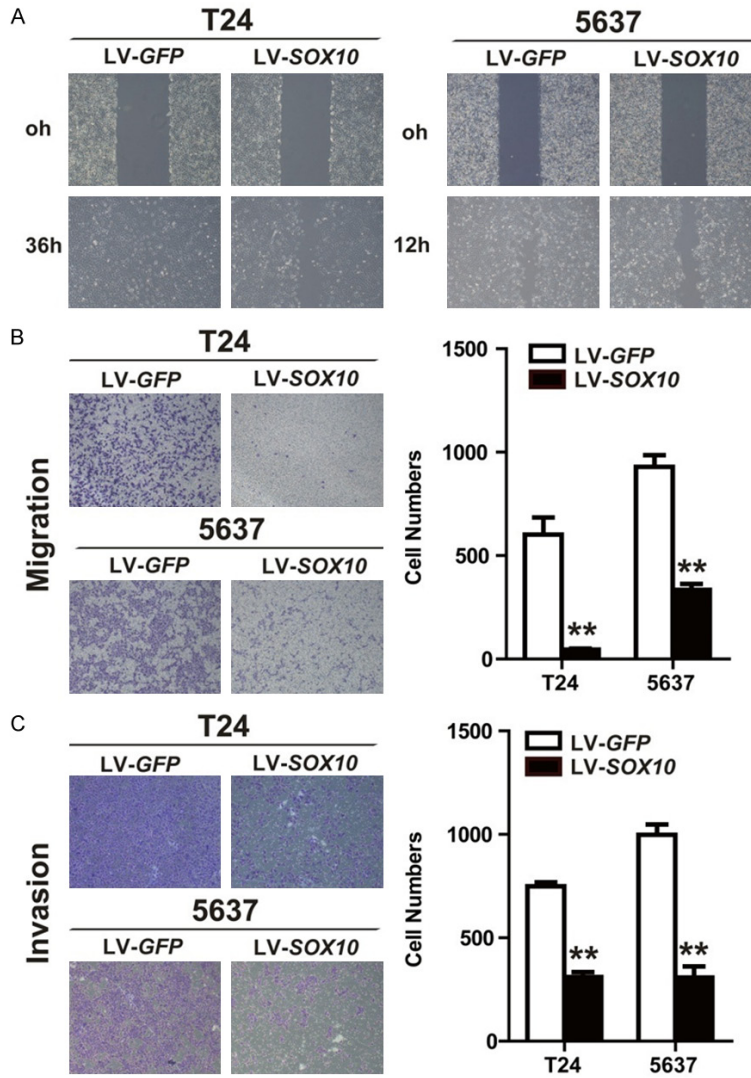 A
T24
5637
LV-GFP LV-SOX10
LV-GFP LV-SOX10
oh
oh
36h
12h
B
T24
LV-GFP LV-SOX10
Migration
5637
LV-GFP LV-SOX10
1500
1000
500
0
Cell Numbers
LV-GFP
LV-SOX10
**
**
T24 5637
C
T24
LV-GFP LV-SOX10
Invasion
5637
LV-GFP LV-SOX10
1500
1000
500
0
Cell Numbers
LV-GFP
LV-SOX10
**
**
T24 5637